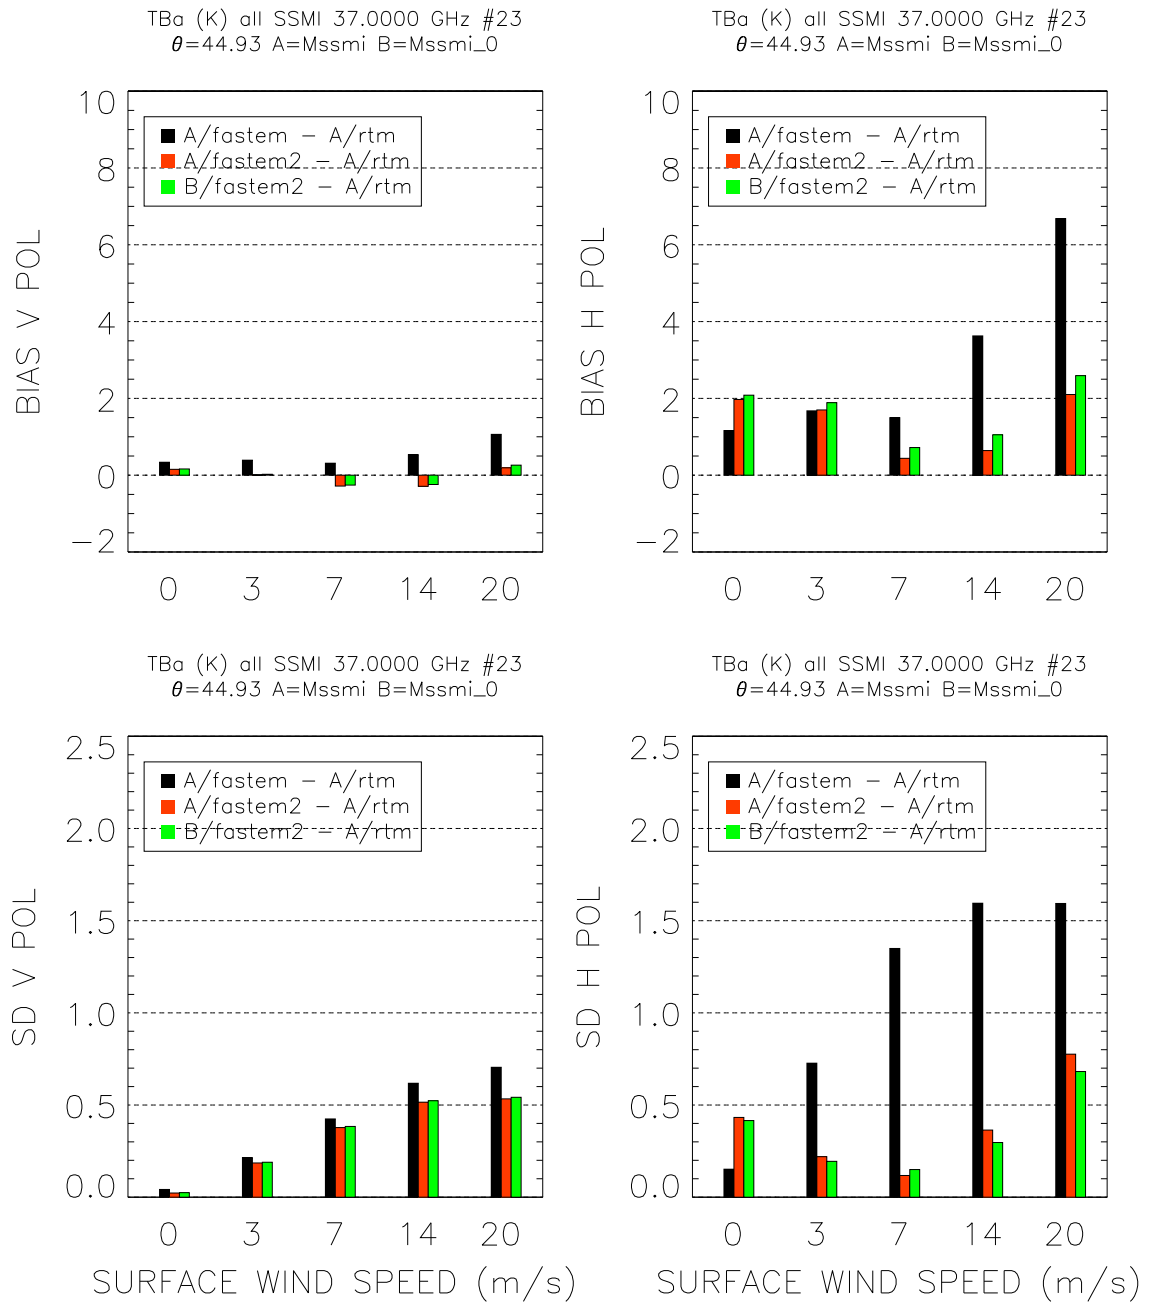 TBa (K) all SSMI 37.0000 GHz #23
θ=44.93 A=Mssmi B=Mssmi_0
10
8
6
4
2
0
−2
BIAS V POL
A/fastem − A/rtm
A/fastem2 − A/rtm
B/fastem2 − A/rtm
0 3 7 14 20
TBa (K) all SSMI 37.0000 GHz #23
θ=44.93 A=Mssmi B=Mssmi_0
10
8
6
4
2
0
−2
BIAS H POL
A/fastem − A/rtm
A/fastem2 − A/rtm
B/fastem2 − A/rtm
0 3 7 14 20
TBa (K) all SSMI 37.0000 GHz #23
θ=44.93 A=Mssmi B=Mssmi_0
2.5
2.0
1.5
1.0
0.5
0.0
SD V POL
A/fastem − A/rtm
A/fastem2 − A/rtm
B/fastem2 − A/rtm
0 3 7 14 20
SURFACE WIND SPEED (m/s)
TBa (K) all SSMI 37.0000 GHz #23
θ=44.93 A=Mssmi B=Mssmi_0
2.5
2.0
1.5
1.0
0.5
0.0
SD H POL
A/fastem − A/rtm
A/fastem2 − A/rtm
B/fastem2 − A/rtm
0 3 7 14 20
SURFACE WIND SPEED (m/s)